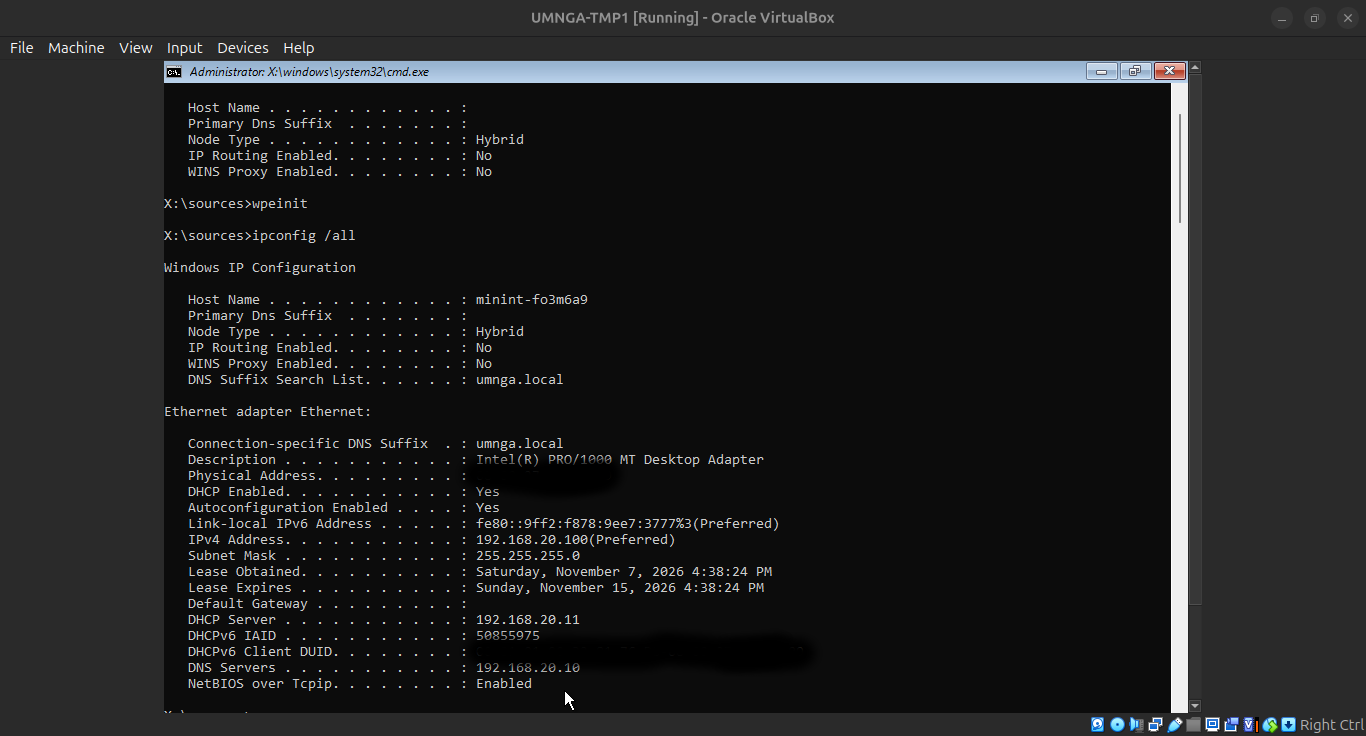 UMNGA-TMP1 [Running] - Oracle VirtualBox
File Machine View Input Devices Help
Administrator: X:\windows\system32\cmd.exe
Host Name . . . . . . . . . . . . :
Primary Dns Suffix  . . . . . . . :
Node Type . . . . . . . . . . . . : Hybrid
IP Routing Enabled. . . . . . . . : No
WINS Proxy Enabled. . . . . . . . : No
X:\sources>wpeinit
X:\sources>ipconfig /all
Windows IP Configuration
Host Name . . . . . . . . . . . . : minint-fo3m6a9
Primary Dns Suffix  . . . . . . . :
Node Type . . . . . . . . . . . . : Hybrid
IP Routing Enabled. . . . . . . . : No
WINS Proxy Enabled. . . . . . . . : No
DNS Suffix Search List. . . . . . : umnga.local
Ethernet adapter Ethernet:
Connection-specific DNS Suffix  . : umnga.local
Description . . . . . . . . . . . : Intel(R) PRO/1000 MT Desktop Adapter
Physical Address. . . . . . . . . :
DHCP Enabled. . . . . . . . . . . : Yes
Autoconfiguration Enabled . . . . : Yes
Link-local IPv6 Address . . . . . : fe80::9ff2:f878:9ee7:3777%3(Preferred)
IPv4 Address. . . . . . . . . . . : 192.168.20.100(Preferred)
Subnet Mask . . . . . . . . . . . : 255.255.255.0
Lease Obtained. . . . . . . . . . : Saturday, November 7, 2026 4:38:24 PM
Lease Expires . . . . . . . . . . : Sunday, November 15, 2026 4:38:24 PM
Default Gateway . . . . . . . . . :
DHCP Server . . . . . . . . . . . : 192.168.20.11
DHCPv6 IAID . . . . . . . . . . . : 50855975
DHCPv6 Client DUID. . . . . . . . :
DNS Servers . . . . . . . . . . . : 192.168.20.10
NetBIOS over Tcpip. . . . . . . . : Enabled
Right Ctrl